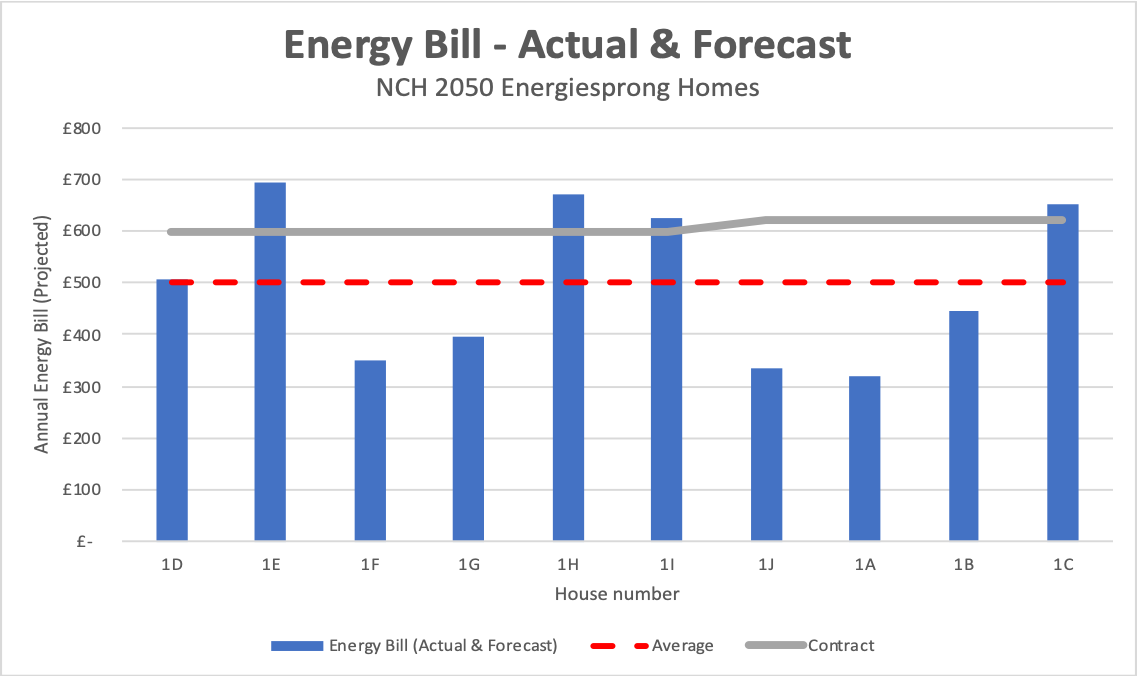 Energy Bill - Actual & Forecast
NCH 2050 Energiesprong Homes
Annual Energy Bill (Projected)
£800
£700
£600
£500
£400
£300
£200
£100
£-
1D 1E 1F 1G 1H 1I 1J 1A 1B 1C
House number
Energy Bill (Actual & Forecast) Average Contract